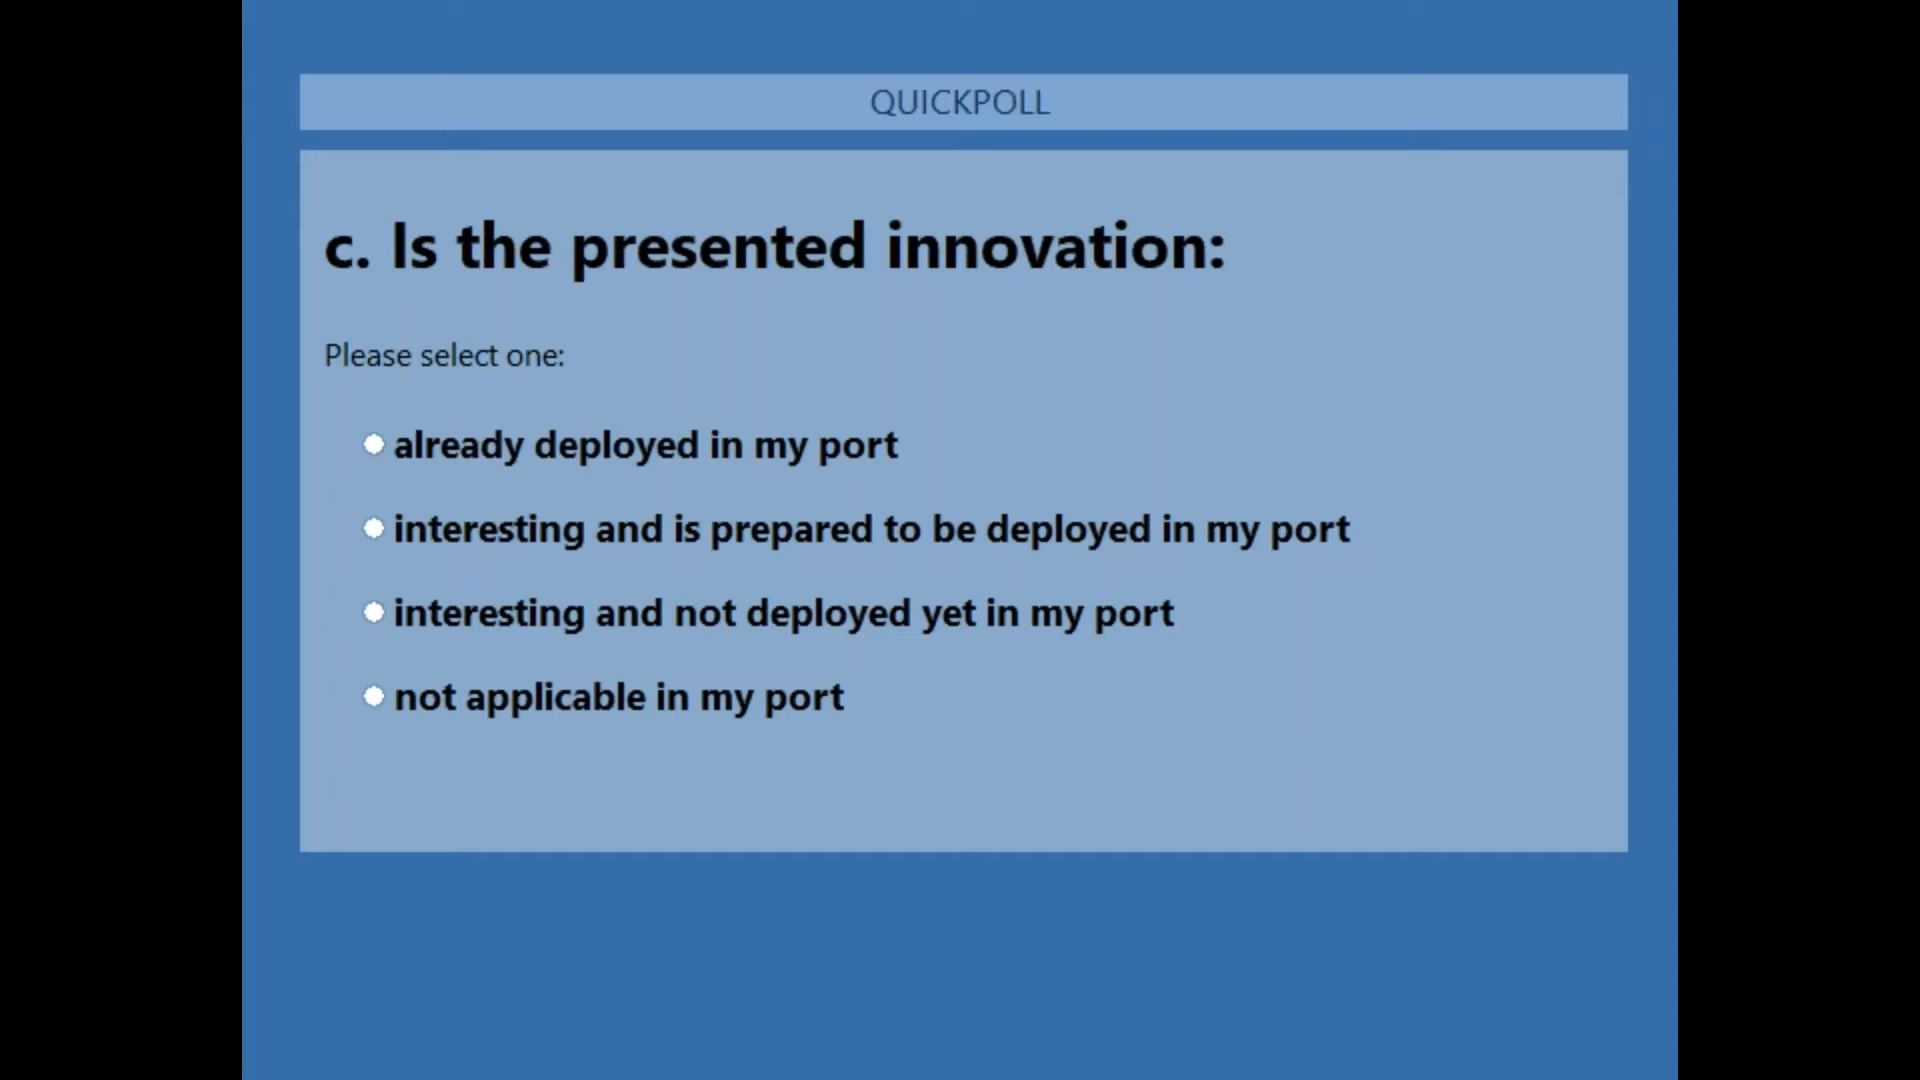 QUICKPOLL
c. Is the presented innovation:
Please select one:
already deployed in my port
interesting and is prepared to be deployed in my port
interesting and not deployed yet in my port
not applicable in my port